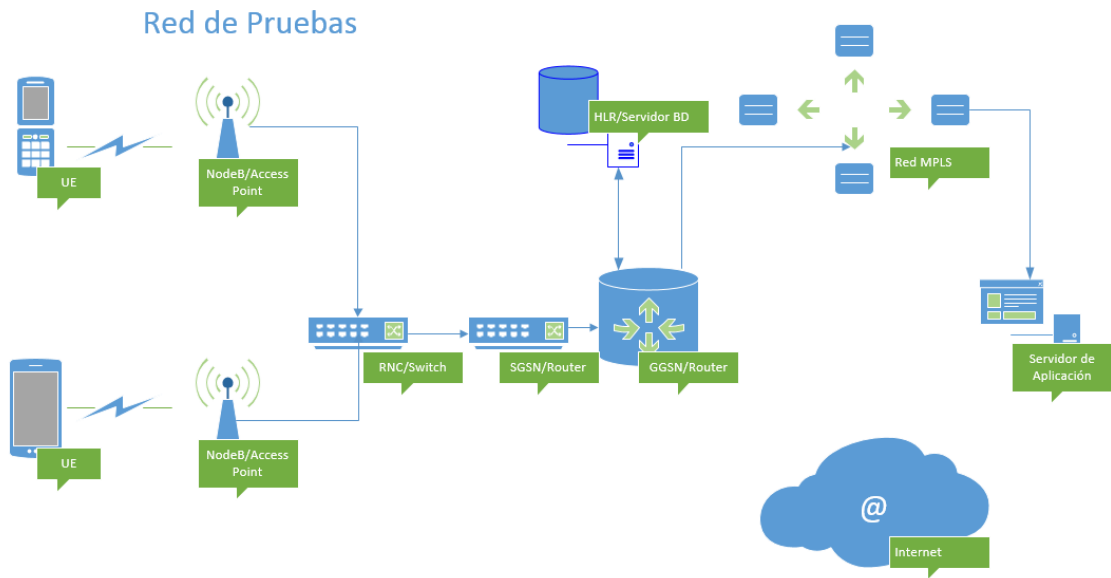 Red de Pruebas
HLR/Servidor BD
Red MPLS
UE
NodeB/Access
Point
RNC/Switch
SGSN/Router
GGSN/Router
Servidor de
Aplicación
UE
NodeB/Access
Point
@
Internet